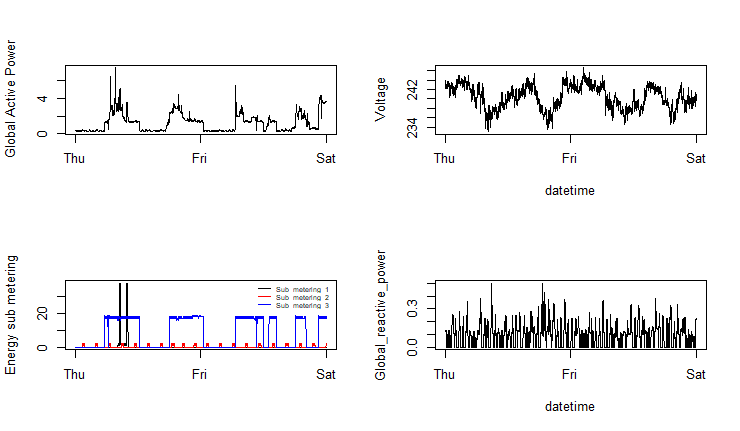 Global Active Power
0
4
Thu
Fri
Sat
Voltage
234
242
Thu
Fri
Sat
datetime
Energy sub metering
0
20
Sub_metering_1
Sub_metering_2
Sub_metering_3
Thu
Fri
Sat
Global_reactive_power
0.0
0.3
Thu
Fri
Sat
datetime